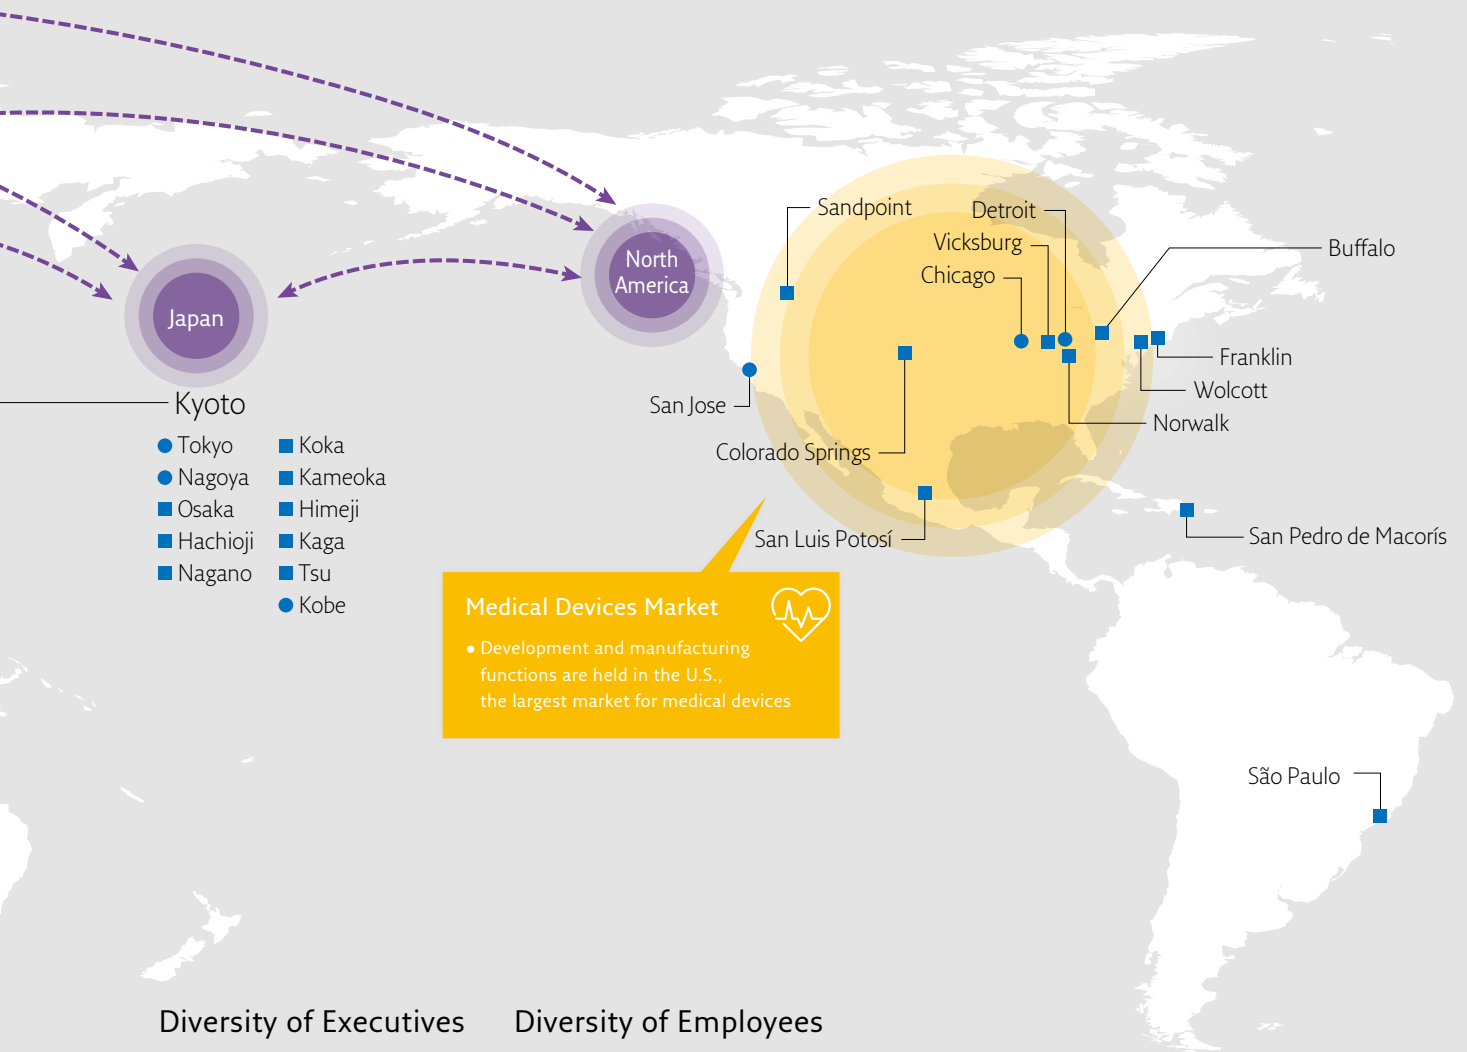 Sandpoint
Detroit
Vicksburg
Buffalo
Chicago
North
America
Japan
Franklin
Wolcott
Norwalk
San Jose
Colorado Springs
Kyoto
Tokyo
Koka
Nagoya
Kameoka
Osaka
Himeji
Hachioji
Kaga
Nagano
Tsu
Kobe
San Luis Potosí
San Pedro de Macorís
Medical Devices Market
• Development and manufacturing
functions are held in the U.S.,
the largest market for medical devices
São Paulo
Diversity of Executives
Diversity of Employees